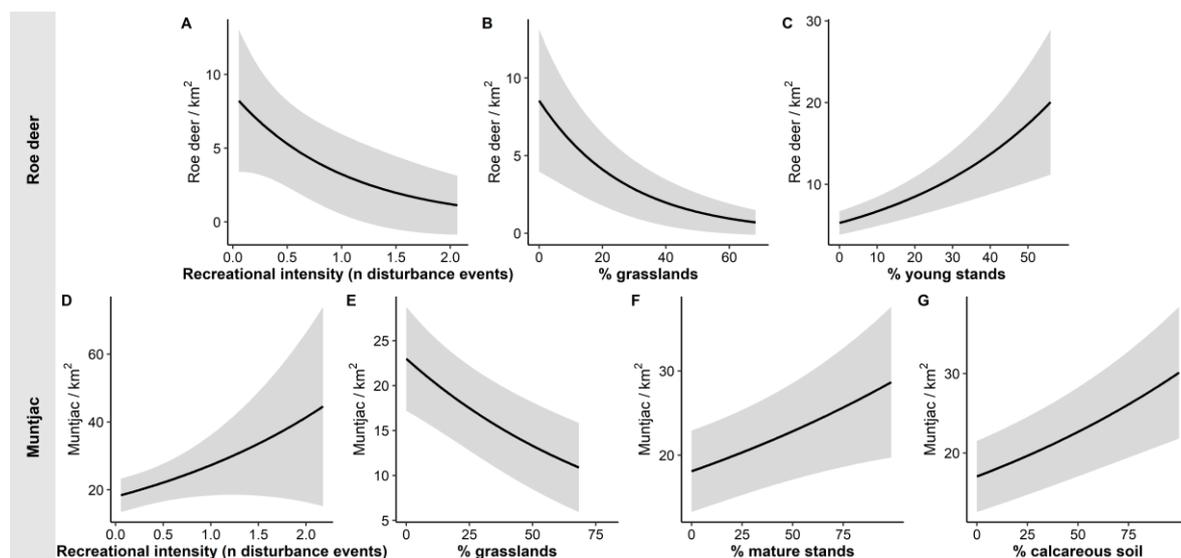 Roe deer
A
Roe deer / km²
10
5
0
0.0 0.5 1.0 1.5 2.0
Recreational intensity (n disturbance events)
B
Roe deer / km²
10
5
0
0 20 40 60
% grasslands
C
Roe deer / km²
30
20
10
0 10 20 30 40 50
% young stands
Muntjac
D
Muntjac / km²
60
40
20
0.0 0.5 1.0 1.5 2.0
Recreational intensity (n disturbance events)
E
Muntjac / km²
25
20
15
10
5
0 25 50 75
% grasslands
F
Muntjac / km²
30
20
0 25 50 75
% mature stands
G
Muntjac / km²
30
20
0 25 50 75
% calcareous soil